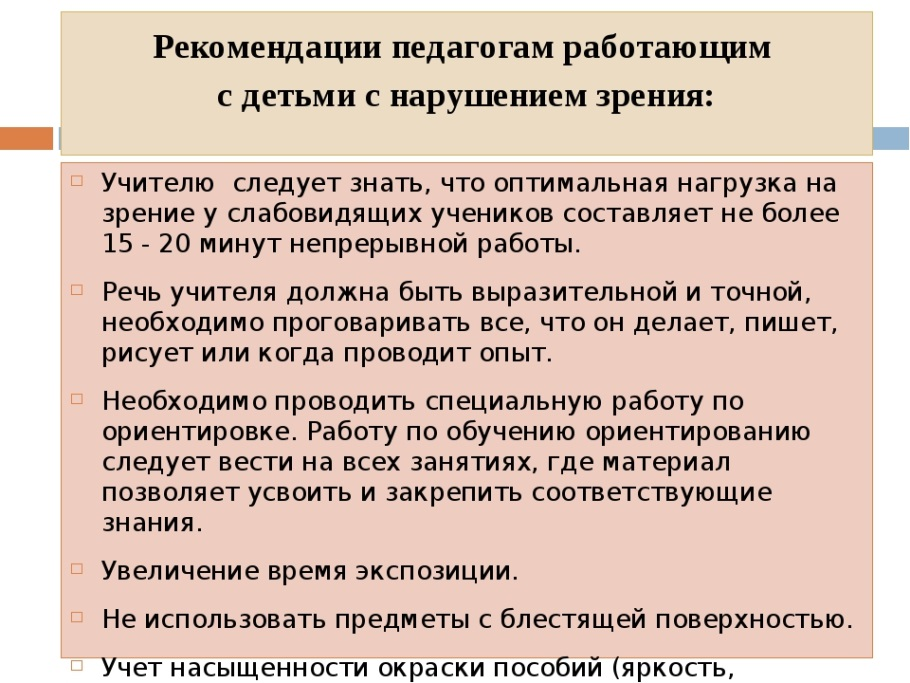 Рекомендации педагогам работающим
с детьми с нарушением зрения:
Учителю следует знать, что оптимальная нагрузка на
зрение у слабовидящих учеников составляет не более
15 - 20 минут непрерывной работы.
Речь учителя должна быть выразительной и точной,
необходимо проговаривать все, что он делает, пишет,
рисует или когда проводит опыт.
Необходимо проводить специальную работу по
ориентировке. Работу по обучению ориентированию
следует вести на всех занятиях, где материал
позволяет усвоить и закрепить соответствующие
знания.
Увеличение время экспозиции.
Не использовать предметы с блестящей поверхностью.
Учет насыщенности окраски пособий (яркость,